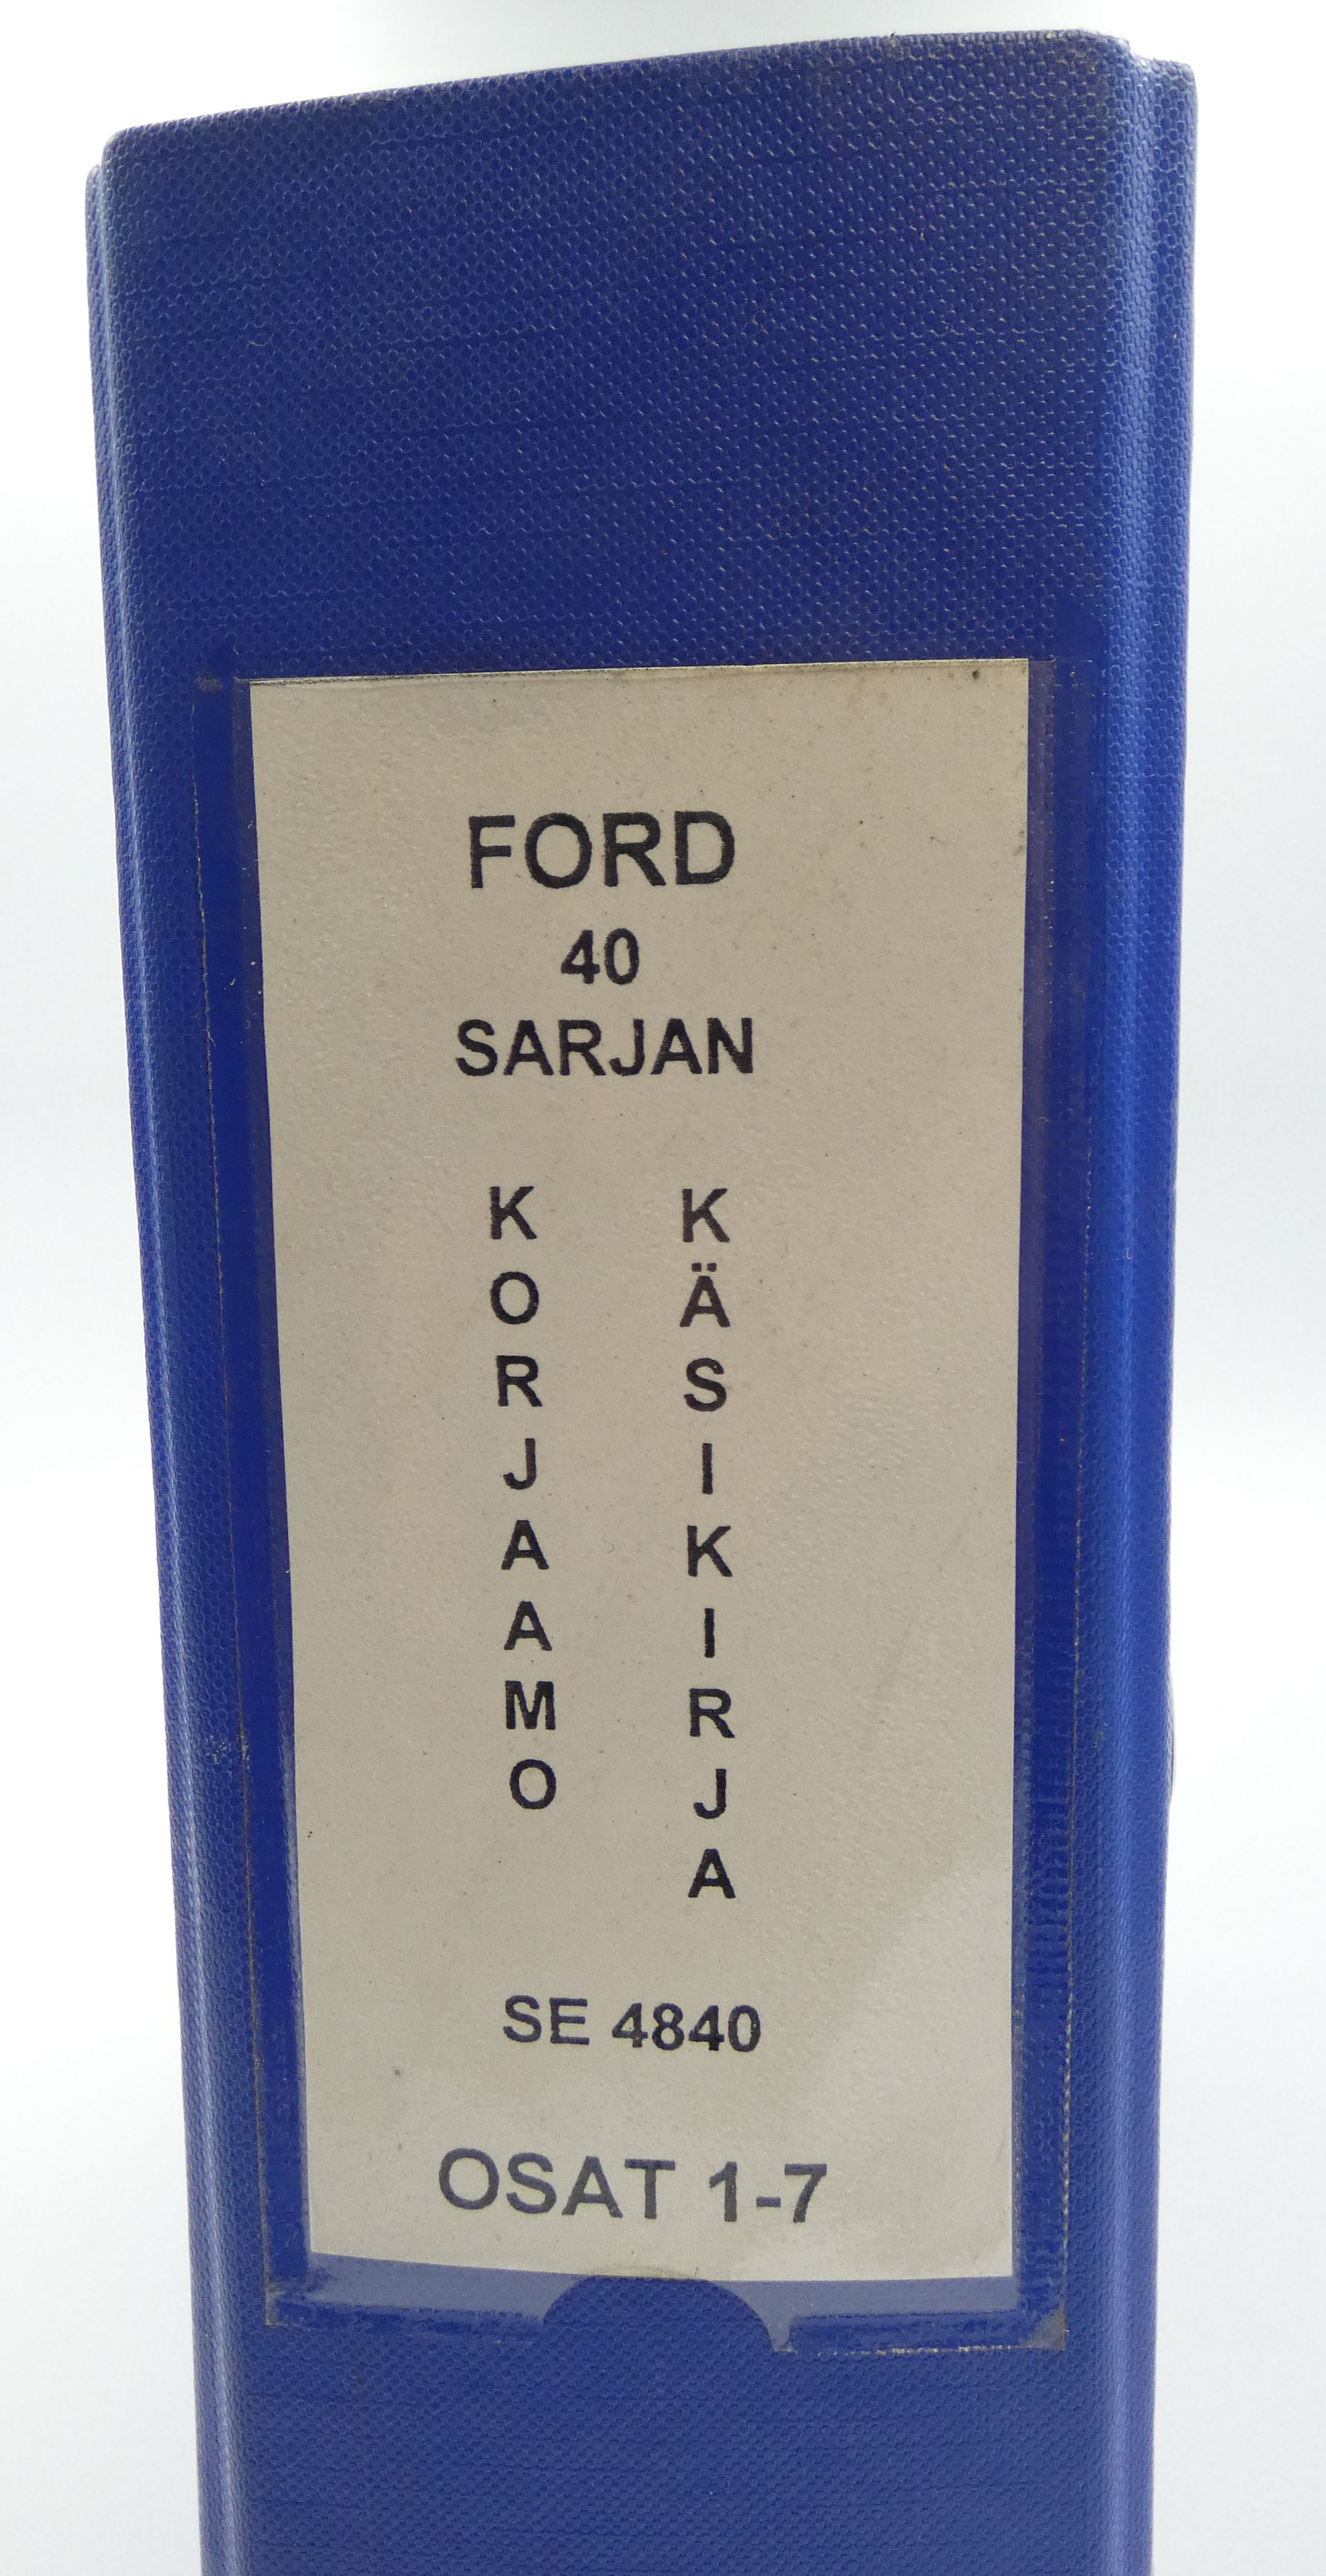 FORD
40
SARJAN
KORJAAMO
KÄSIKIRJA
SE 4840
OSAT 1-7